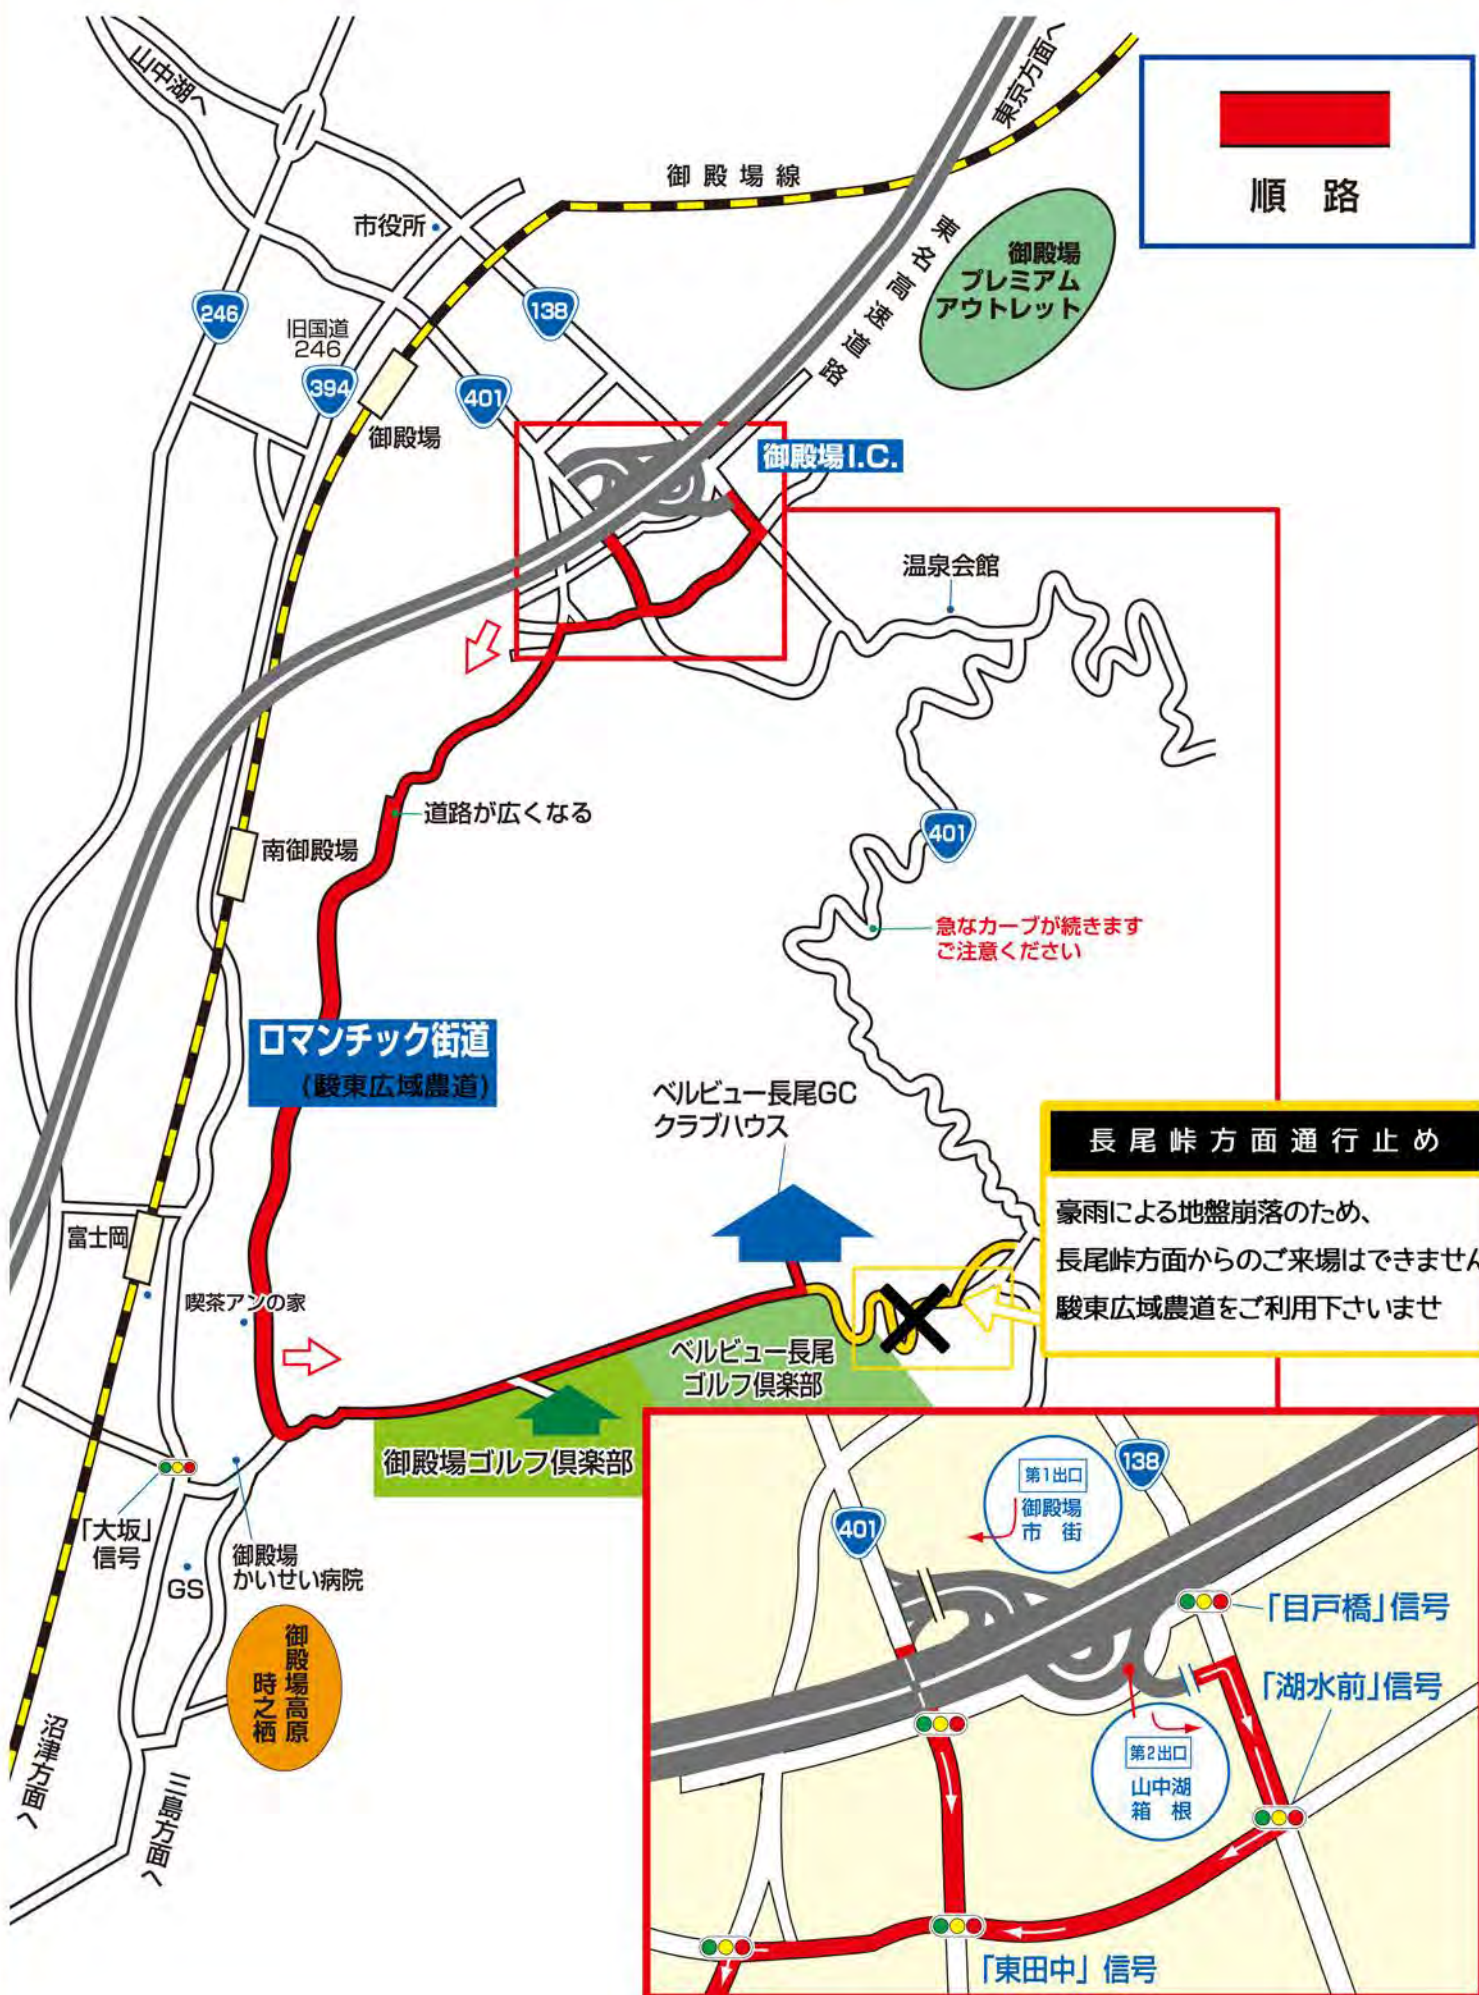 山中湖へ
東京方面へ
順路
御殿場線
市役所
東名高速道路
御殿場
プレミアム
アウトレット
246
138
旧国道
246
394
401
御殿場
御殿場I.C.
温泉会館
道路が広くなる
401
南御殿場
急なカーブが続きます
ご注意ください
ロマンチック街道
(駿東広域農道)
ベルビュー長尾GC
クラブハウス
長尾峠方面通行止め
豪雨による地盤崩落のため、
長尾峠方面からのご来場はできません
駿東広域農道をご利用下さいませ
富士岡
喫茶アンの家
ベルビュー長尾
ゴルフ倶楽部
御殿場ゴルフ倶楽部
「大坂」
信号
GS
御殿場
かいせい病院
御殿場高原
時之栖
沼津方面へ
三島方面へ
第1出口
御殿場
市街
138
401
「目戸橋」信号
「湖水前」信号
第2出口
山中湖
箱根
「東田中」信号